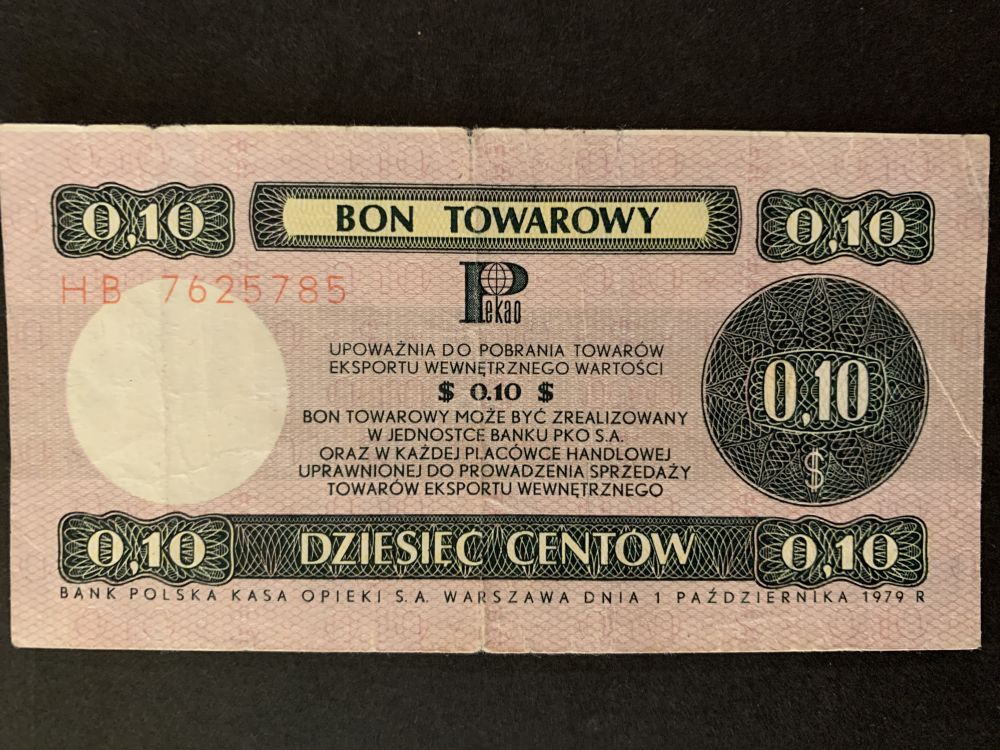 0,10 BON TOWAROWY 0,10
HB 7625785
Pekao
UPOWAŻNIA DO POBRANIA TOWARÓW
EKSPORTU WEWNĘTRZNEGO WARTOŚCI
$ 0.10 $
BON TOWAROWY MOŻE BYĆ ZREALIZOWANY
W JEDNOSTCE BANKU PKO S.A.
ORAZ W KAŻDEJ PLACÓWCE HANDLOWEJ
UPRAWNIONEJ DO PROWADZENIA SPRZEDAŻY
TOWARÓW EKSPORTU WEWNĘTRZNEGO
0,10
$
0,10 DZIESIĘĆ CENTÓW 0,10
BANK POLSKA KASA OPIEKI S.A. WARSZAWA DNIA 1 PAŹDZIERNIKA 1979 R